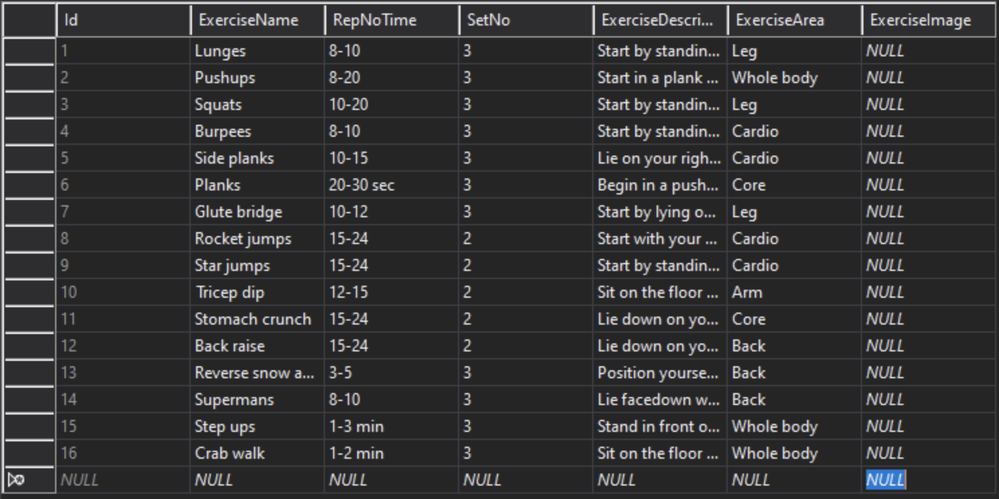 Id ExerciseName RepNoTime SetNo ExerciseDescri... ExerciseArea ExerciseImage
1 Lunges 8-10 3 Start by standin... Leg NULL
2 Pushups 8-20 3 Start in a plank ... Whole body NULL
3 Squats 10-20 3 Start by standin... Leg NULL
4 Burpees 8-10 3 Start by standin... Cardio NULL
5 Side planks 10-15 3 Lie on your righ... Cardio NULL
6 Planks 20-30 sec 3 Begin in a push... Core NULL
7 Glute bridge 10-12 3 Start by lying o... Leg NULL
8 Rocket jumps 15-24 2 Start with your ... Cardio NULL
9 Star jumps 15-24 2 Start by standin... Cardio NULL
10 Tricep dip 12-15 2 Sit on the floor ... Arm NULL
11 Stomach crunch 15-24 2 Lie down on yo... Core NULL
12 Back raise 15-24 2 Lie down on yo... Back NULL
13 Reverse snow a... 3-5 3 Position yourse... Back NULL
14 Supermans 8-10 3 Lie facedown w... Back NULL
15 Step ups 1-3 min 3 Stand in front o... Whole body NULL
16 Crab walk 1-2 min 3 Sit on the floor ... Whole body NULL
NULL NULL NULL NULL NULL NULL NULL